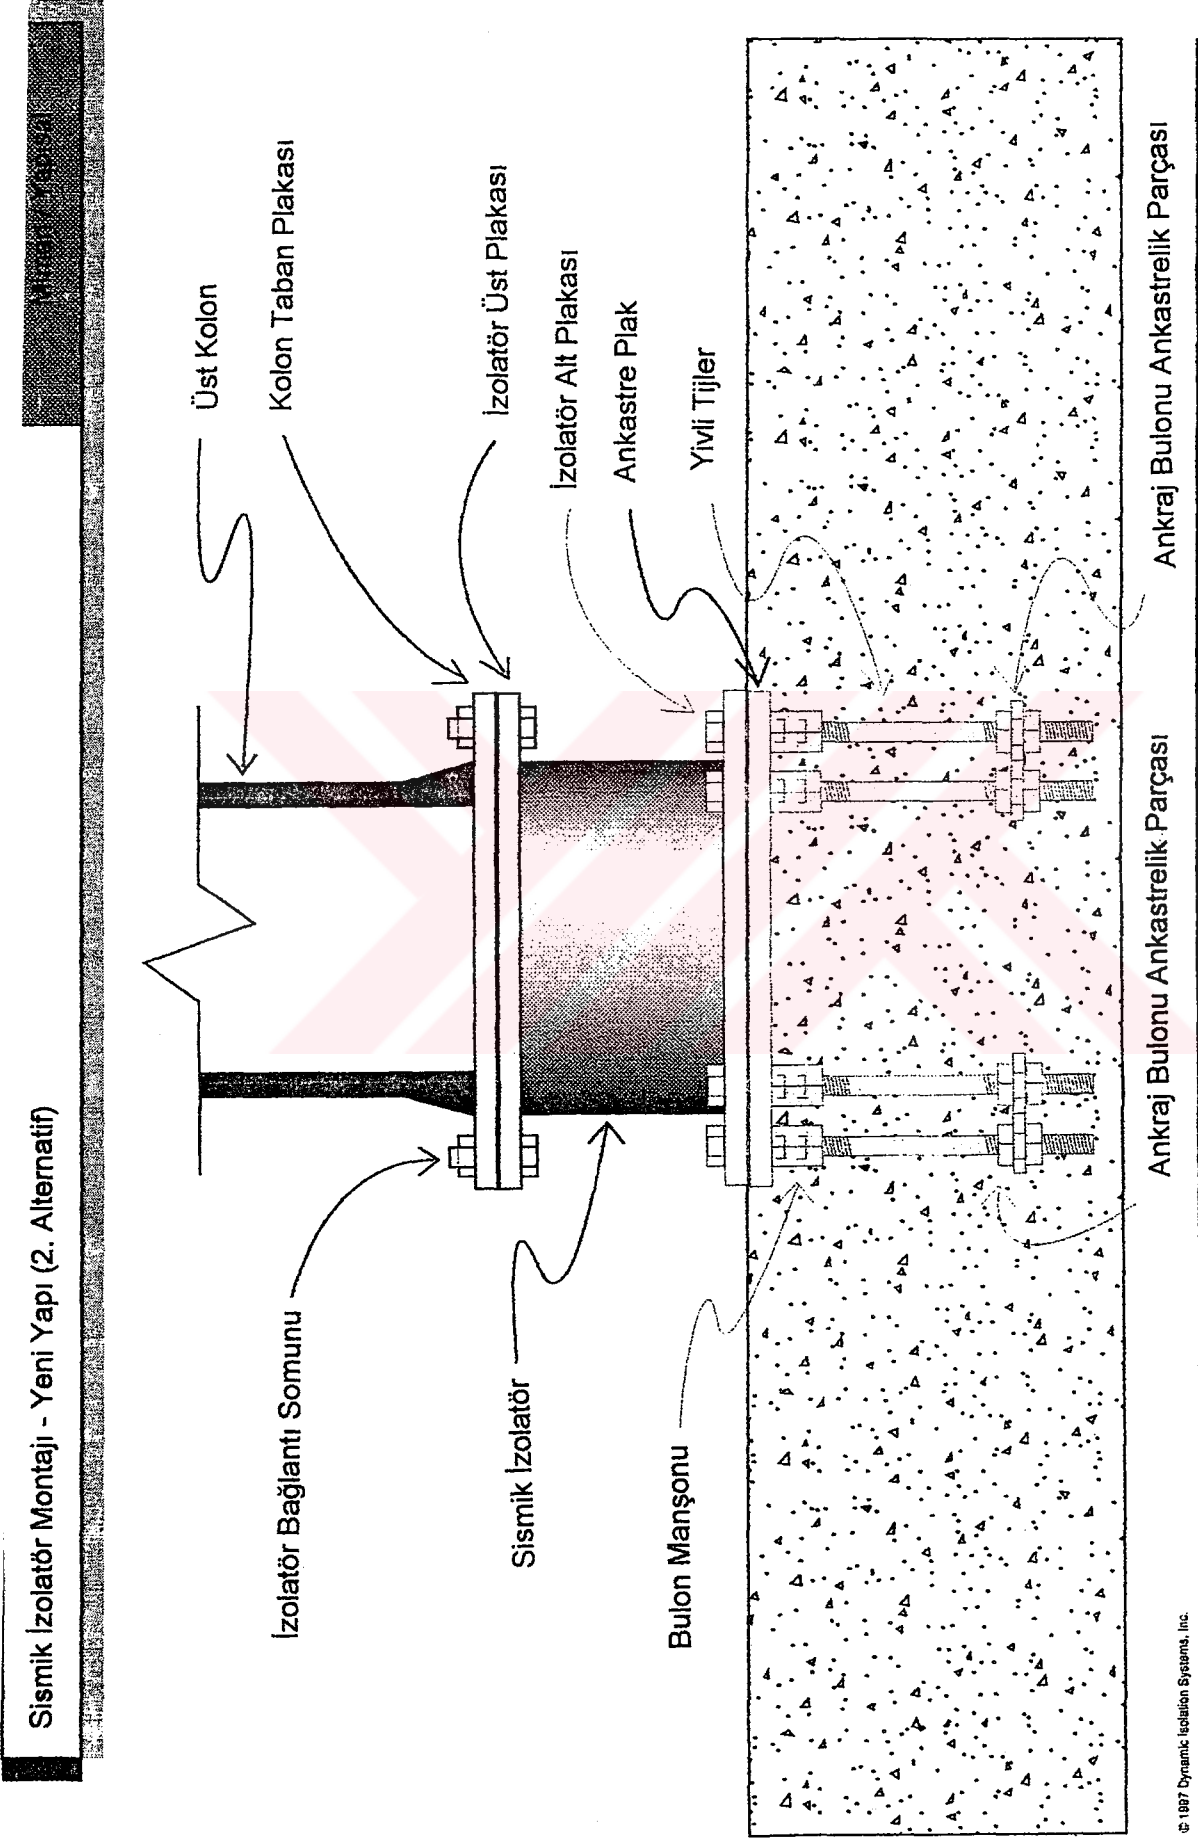 Sismik İzolatör Montajı - Yeni Yapı (2. Alternatif)
Mimari / Yapısal
Üst Kolon
Kolon Taban Plakası
İzolatör Üst Plakası
İzolatör Alt Plakası
Ankastre Plak
Yivli Tijler
Ankraj Bulonu Ankastrelik Parçası
İzolatör Bağlantı Somunu
Sismik İzolatör
Bulon Manşonu
Ankraj Bulonu Ankastrelik Parçası
© 1997 Dynamic Isolation Systems, Inc.